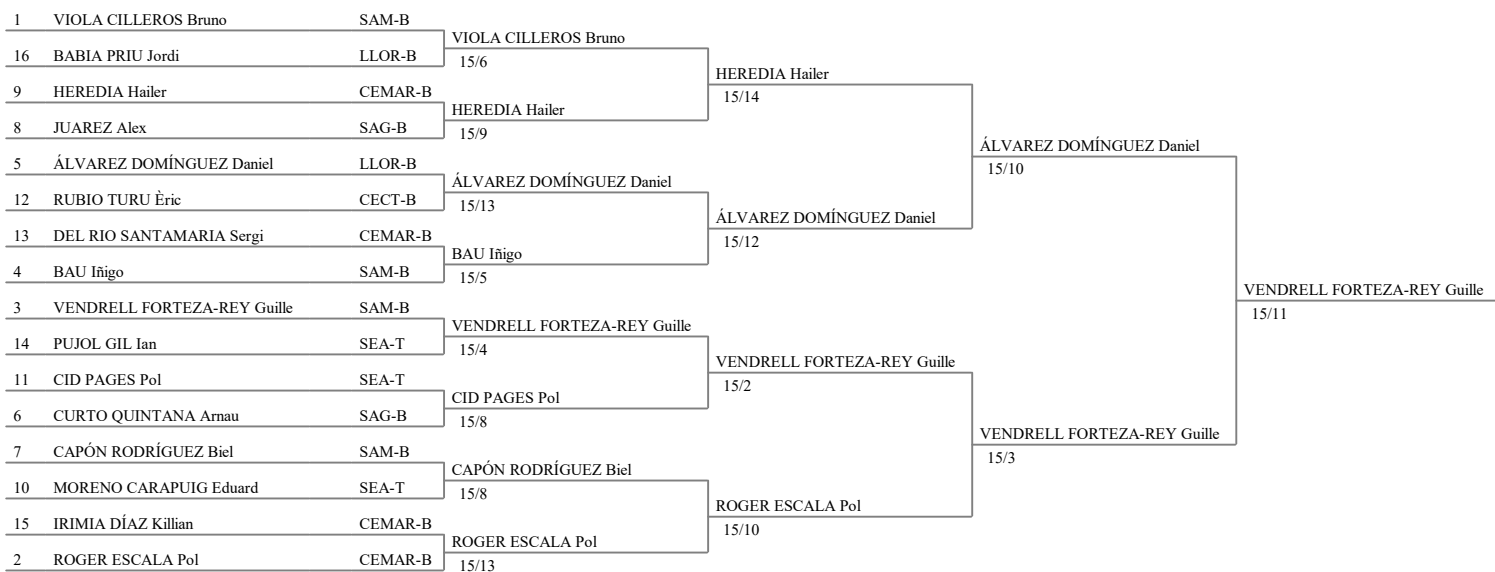 1 VIOLA CILLEROS Bruno SAM-B
VIOLA CILLEROS Bruno
16 BABIA PRIU Jordi LLOR-B
15/6
HEREDIA Hailer
9 HEREDIA Hailer CEMAR-B
15/14
HEREDIA Hailer
8 JUAREZ Alex SAG-B
15/9
ÁLVAREZ DOMÍNGUEZ Daniel
5 ÁLVAREZ DOMÍNGUEZ Daniel LLOR-B
15/10
ÁLVAREZ DOMÍNGUEZ Daniel
12 RUBIO TURU Èric CECT-B
15/13
ÁLVAREZ DOMÍNGUEZ Daniel
13 DEL RIO SANTAMARIA Sergi CEMAR-B
15/12
BAU Iñigo
4 BAU Iñigo SAM-B
15/5
VENDRELL FORTEZA-REY Guille
3 VENDRELL FORTEZA-REY Guille SAM-B
15/11
VENDRELL FORTEZA-REY Guille
14 PUJOL GIL Ian SEA-T
15/4
VENDRELL FORTEZA-REY Guille
11 CID PAGES Pol SEA-T
15/2
CID PAGES Pol
6 CURTO QUINTANA Arnau SAG-B
15/8
VENDRELL FORTEZA-REY Guille
7 CAPÓN RODRÍGUEZ Biel SAM-B
15/3
CAPÓN RODRÍGUEZ Biel
10 MORENO CARAPUIG Eduard SEA-T
15/8
ROGER ESCALA Pol
15 IRIMIA DÍAZ Killian CEMAR-B
15/10
ROGER ESCALA Pol
2 ROGER ESCALA Pol CEMAR-B
15/13